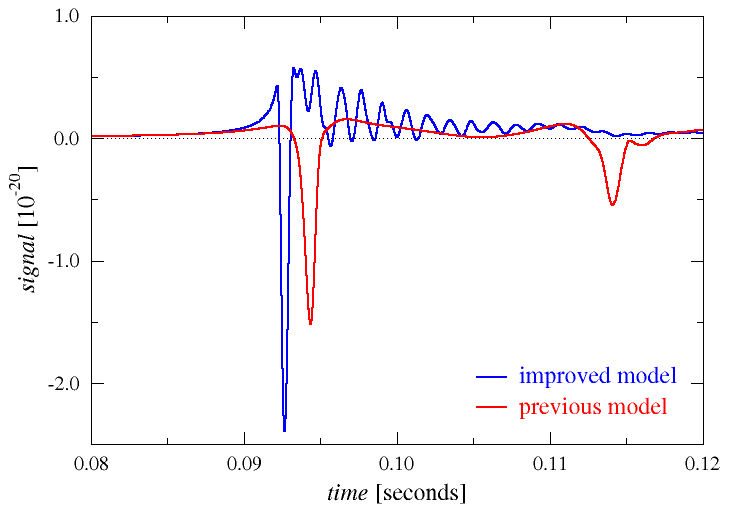 1.0
0.0
-1.0
-2.0
signal [10-20]
0.08
0.09
0.10
0.11
0.12
time [seconds]
improved model
previous model